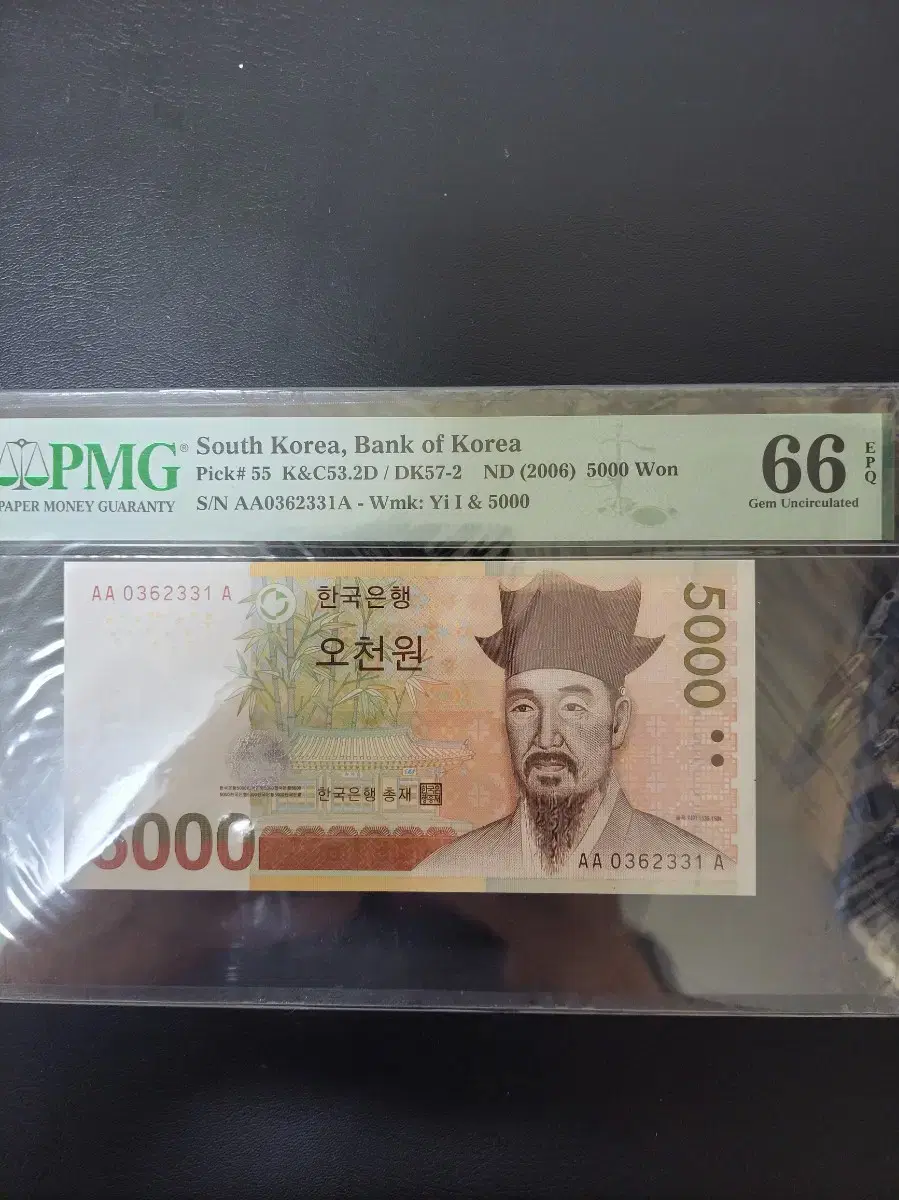 PMG®
PAPER MONEY GUARANTY
South Korea, Bank of Korea
Pick# 55 K&C53.2D / DK57-2 ND (2006) 5000 Won
S/N AA0362331A - Wmk: Yi I & 5000
66
EPQ
Gem Uncirculated
AA 0362331 A
한국은행
오천원
5000
한국은행 총재
5000
AA 0362331 A